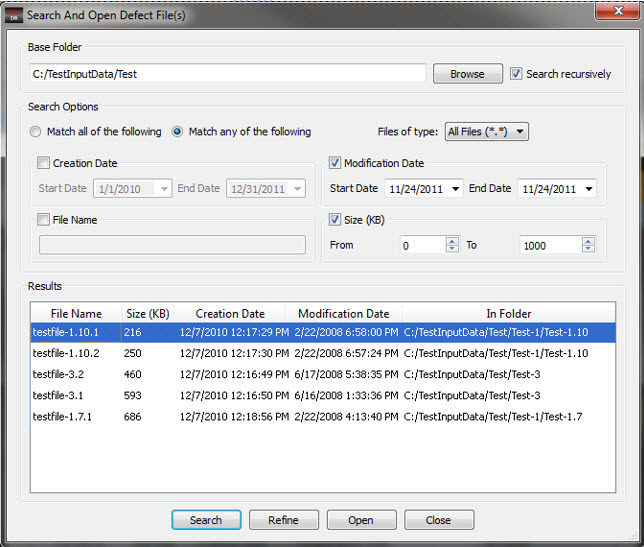 DR Search And Open Defect File(s)
Base Folder
C:/TestInputData/Test Browse Search recursively
Search Options
Match all of the following Match any of the following Files of type: All Files (*.*)
Creation Date Modification Date
Start Date 1/1/2010 End Date 12/31/2011 Start Date 11/24/2011 End Date 11/24/2011
File Name Size (KB)
From 0 To 1000
Results
File Name Size (KB) Creation Date Modification Date In Folder
testfile-1.10.1 216 12/7/2010 12:17:29 PM 2/22/2008 6:58:00 PM C:/TestInputData/Test/Test-1/Test-1.10
testfile-1.10.2 250 12/7/2010 12:17:30 PM 2/22/2008 6:57:24 PM C:/TestInputData/Test/Test-1/Test-1.10
testfile-3.2 460 12/7/2010 12:16:49 PM 6/17/2008 5:38:35 PM C:/TestInputData/Test/Test-3
testfile-3.1 593 12/7/2010 12:16:50 PM 6/16/2008 1:33:36 PM C:/TestInputData/Test/Test-3
testfile-1.7.1 686 12/7/2010 12:18:56 PM 2/22/2008 4:13:40 PM C:/TestInputData/Test/Test-1/Test-1.7
Search Refine Open Close